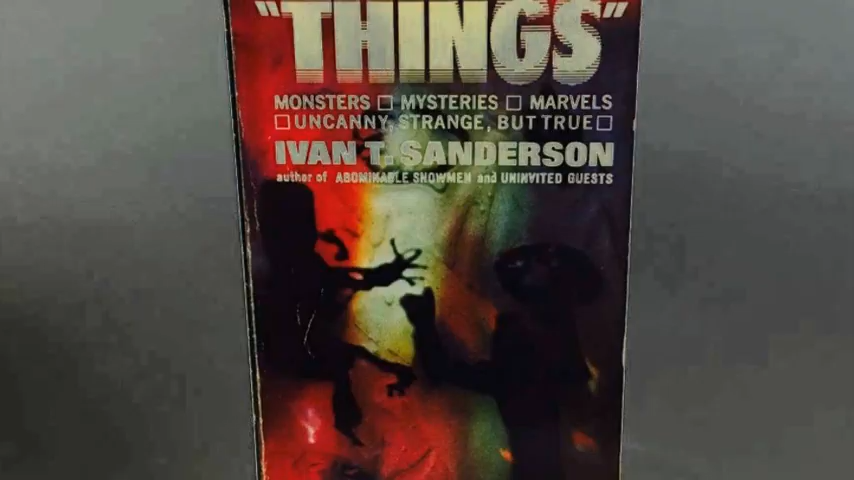 "THINGS"
MONSTERS □ MYSTERIES □ MARVELS
□ UNCANNY, STRANGE, BUT TRUE □
IVAN T. SANDERSON
author of ABOMINABLE SNOWMEN and UNINVITED GUESTS